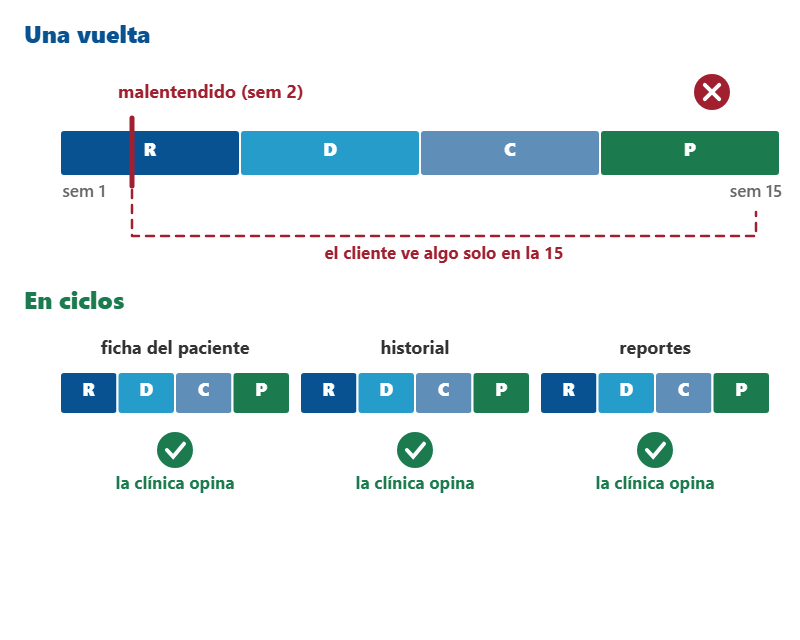 Una vuelta
malentendido (sem 2)
R D C P
sem 1 sem 15
el cliente ve algo solo en la 15
En ciclos
ficha del paciente historial reportes
R D C P R D C P R D C P
la clínica opina la clínica opina la clínica opina